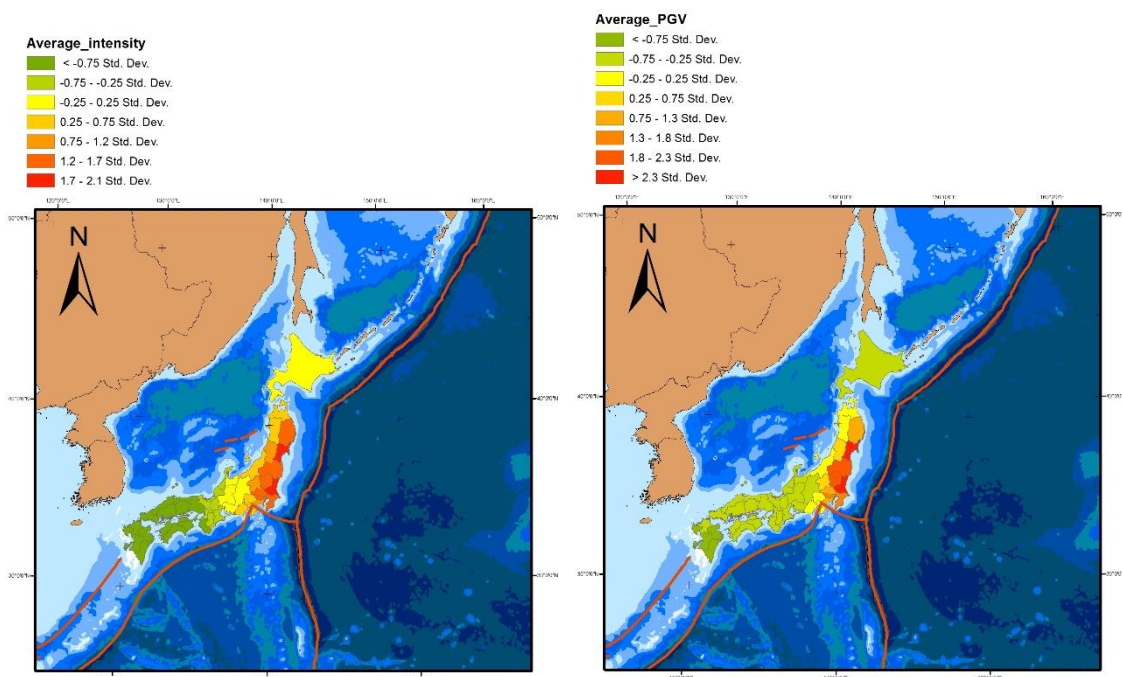 Average_intensity
< -0.75 Std. Dev.
-0.75 - -0.25 Std. Dev.
-0.25 - 0.25 Std. Dev.
0.25 - 0.75 Std. Dev.
0.75 - 1.2 Std. Dev.
1.2 - 1.7 Std. Dev.
1.7 - 2.1 Std. Dev.
N
Average_PGV
< -0.75 Std. Dev.
-0.75 - -0.25 Std. Dev.
-0.25 - 0.25 Std. Dev.
0.25 - 0.75 Std. Dev.
0.75 - 1.3 Std. Dev.
1.3 - 1.8 Std. Dev.
1.8 - 2.3 Std. Dev.
> 2.3 Std. Dev.
N